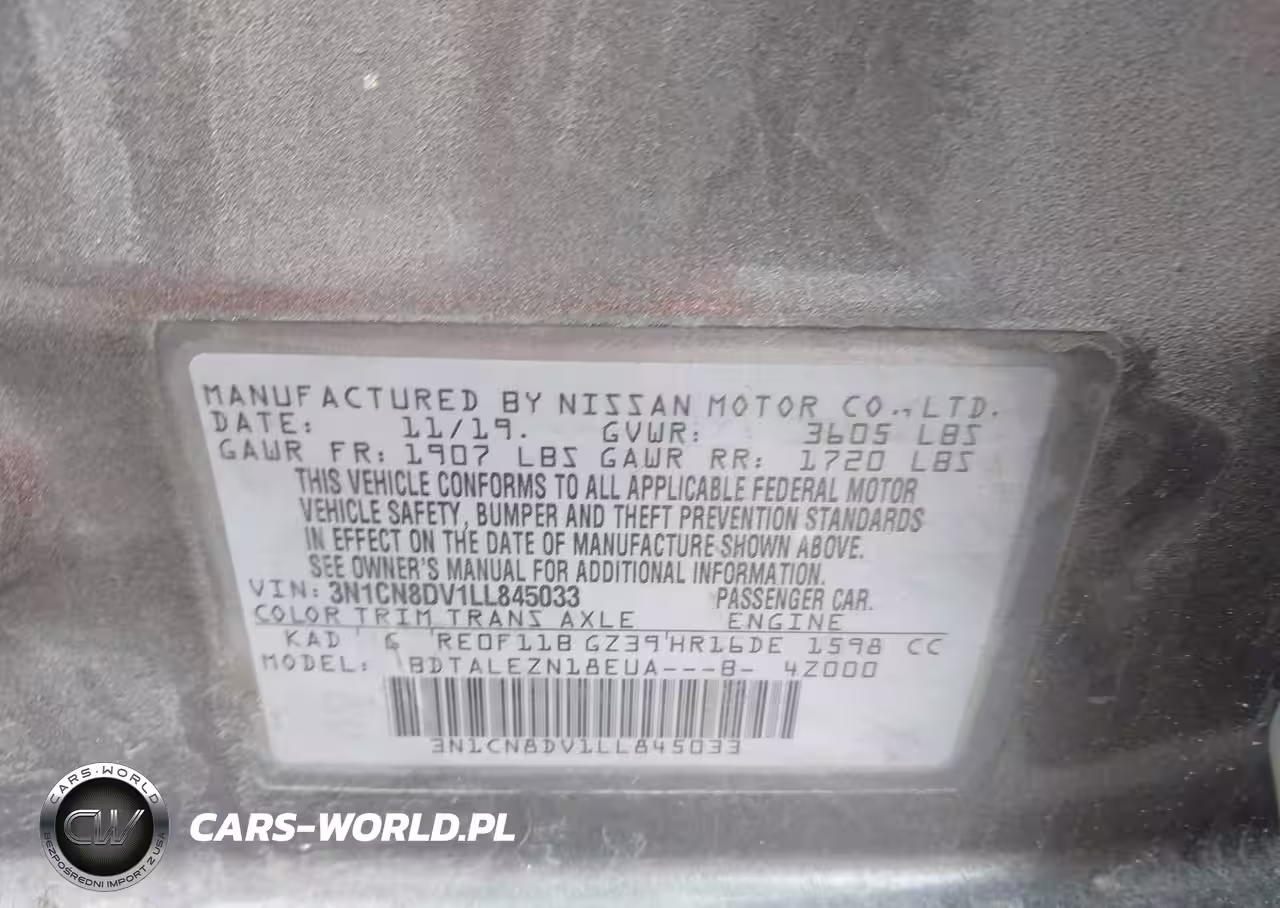 MANUFACTURED BY NISSAN MOTOR CO., LTD.
DATE: 11/19. GVWR: 3605 LBS
GAWR FR: 1907 LBS GAWR RR: 1720 LBS
THIS VEHICLE CONFORMS TO ALL APPLICABLE FEDERAL MOTOR
VEHICLE SAFETY, BUMPER AND THEFT PREVENTION STANDARDS
IN EFFECT ON THE DATE OF MANUFACTURE SHOWN ABOVE.
SEE OWNER'S MANUAL FOR ADDITIONAL INFORMATION.
VIN: 3N1CN8DV1LL845033 PASSENGER CAR.
COLOR TRIM TRANS AXLE ENGINE
KAD G RE0F11B GZ39 HR16DE 1598 CC
MODEL: BDTALEZN18EUA---B- 4Z000
3N1CN8DV1LL845033
CARS-WORLD
CW
BEZPOŚREDNI IMPORT Z USA
CARS-WORLD.PL